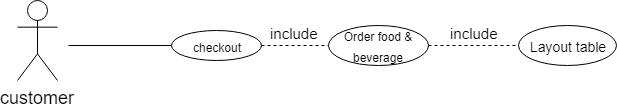 include
include
Order food &
beverage
checkout
Layout table
customer